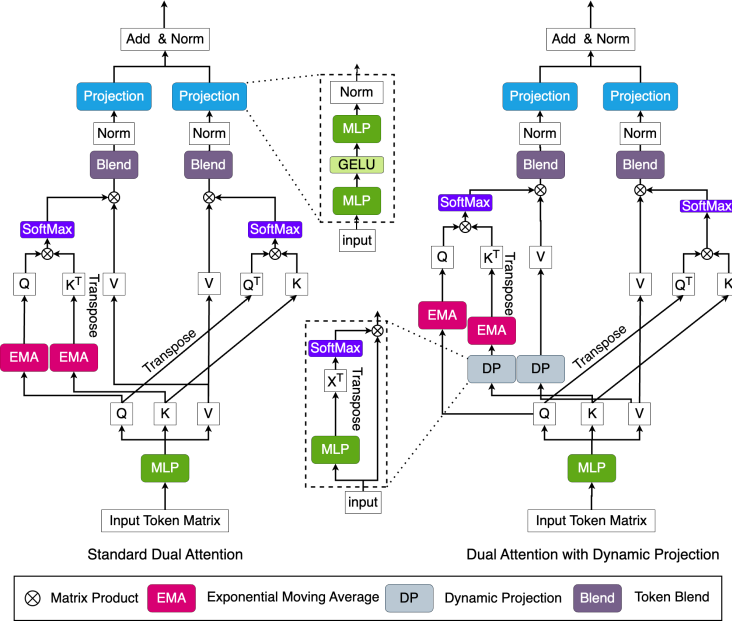 Add & Norm
Projection
Projection
Norm
Norm
Blend
Blend
SoftMax
SoftMax
Q
K^T
Transpose
V
V
Q^T
K
EMA
EMA
Transpose
Q
K
V
MLP
Input Token Matrix
Standard Dual Attention
Norm
MLP
GELU
MLP
input
SoftMax
X^T
Transpose
MLP
input
Add & Norm
Projection
Projection
Norm
Norm
Blend
Blend
SoftMax
SoftMax
Q
K^T
Transpose
V
V
Q^T
K
EMA
EMA
Transpose
DP
DP
Q
K
V
MLP
Input Token Matrix
Dual Attention with Dynamic Projection
Matrix Product
EMA
Exponential Moving Average
DP
Dynamic Projection
Blend
Token Blend